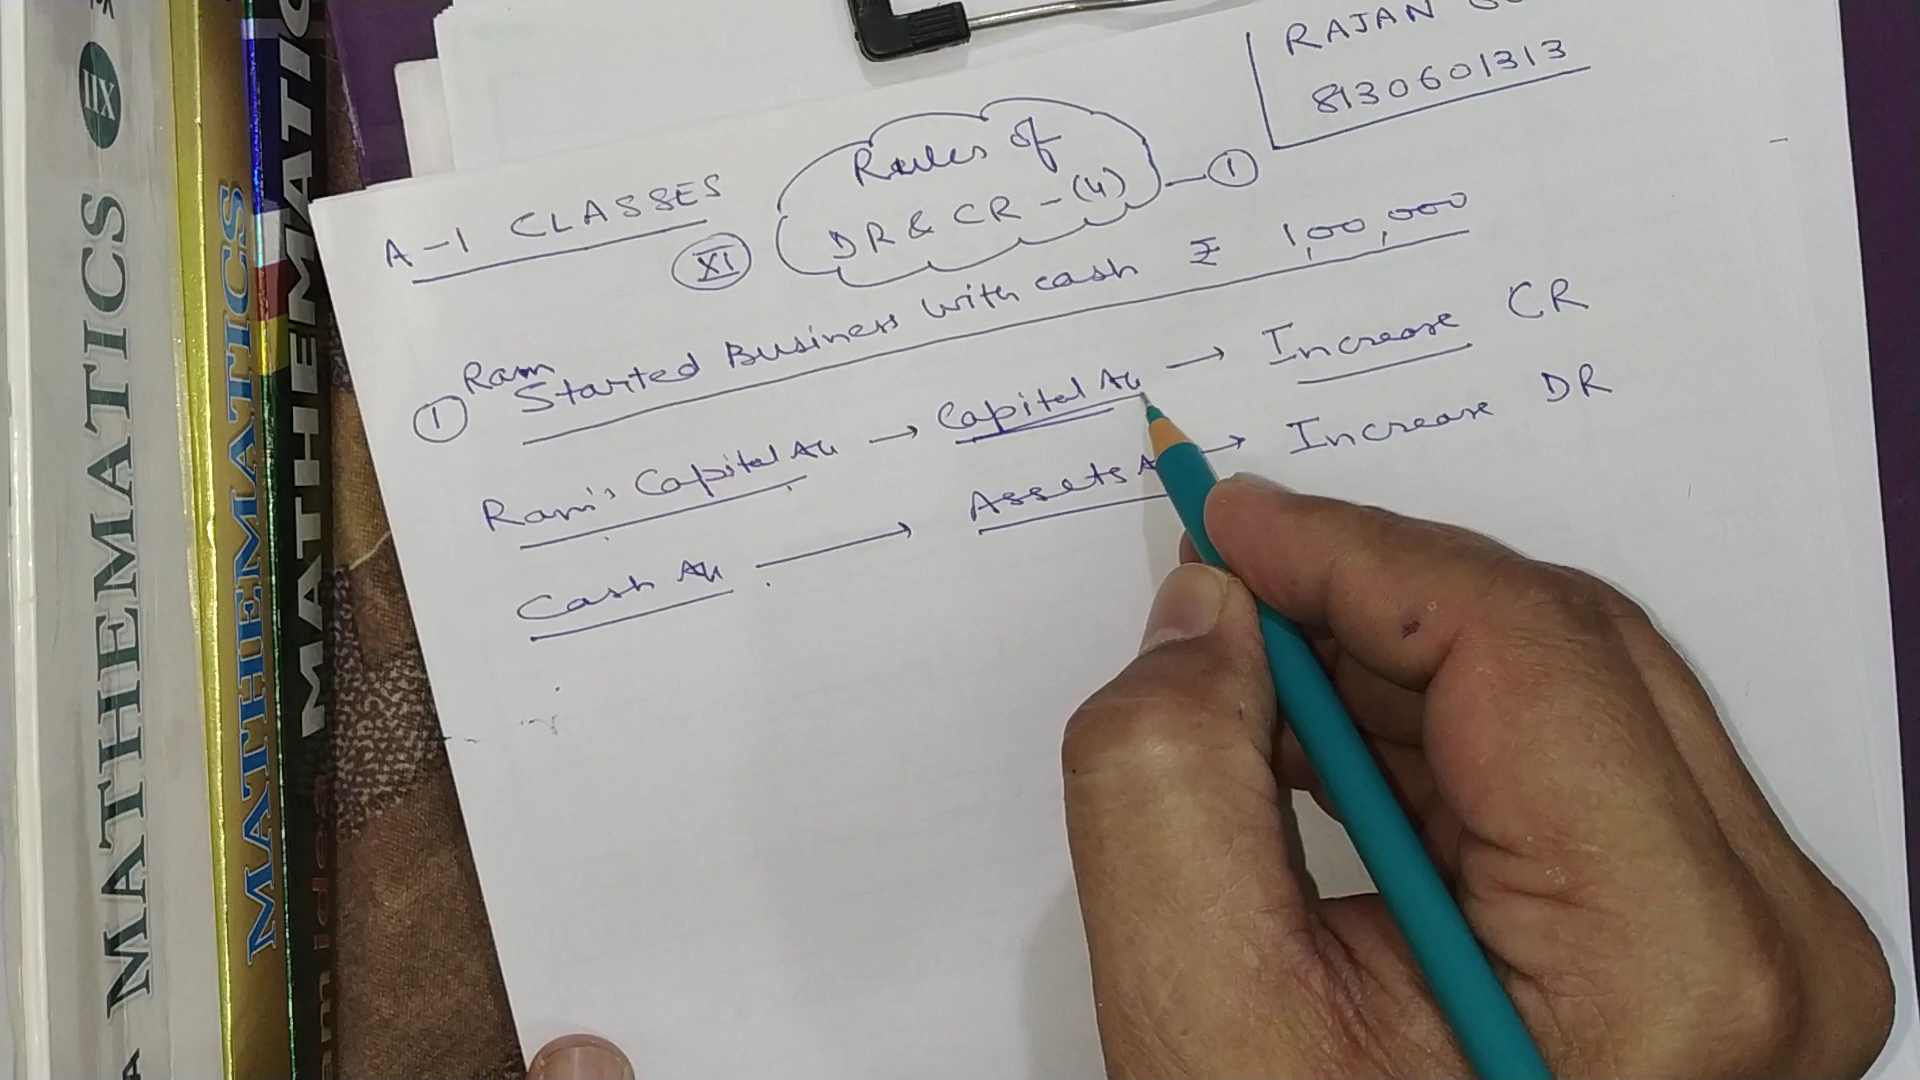 RAJAN
8130601313
A-1 CLASSES
XI
Rules of
DR & CR - (4)
1
1 Ram
Started Business with cash ₹ 1,00,000
Ram's Capital A/c → Capital A/c → Increase CR
Cash A/c → Assets → Increase DR
MATHEMATICS XII
MATHEMATICS
MATHEMATIC